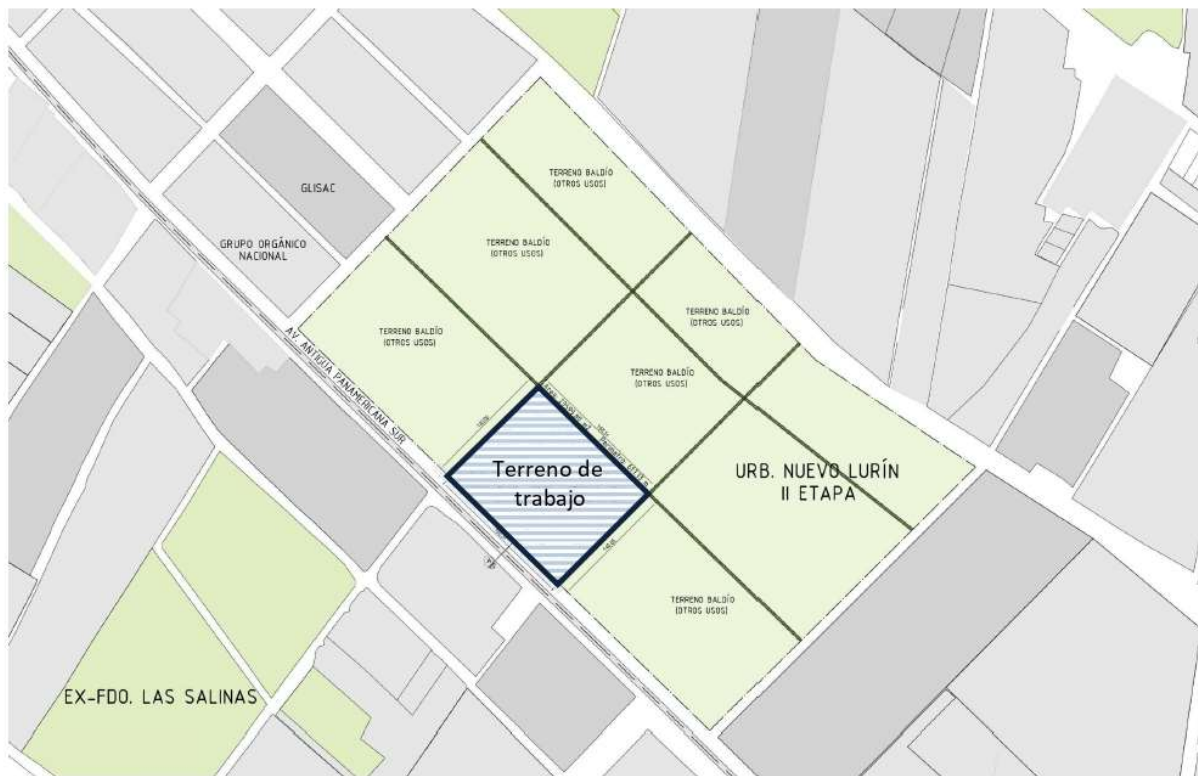 TERRENO BALDÍO
(OTROS USOS)
GLISAC
GRUPO ORGÁNICO
NACIONAL
TERRENO BALDÍO
(OTROS USOS)
TERRENO BALDÍO
(OTROS USOS)
TERRENO BALDÍO
(OTROS USOS)
AV. ANTIGUA PANAMERICANA SUR
TERRENO BALDÍO
(OTROS USOS)
Terreno de
trabajo
URB. NUEVO LURÍN
II ETAPA
TERRENO BALDÍO
(OTROS USOS)
EX-FDO. LAS SALINAS